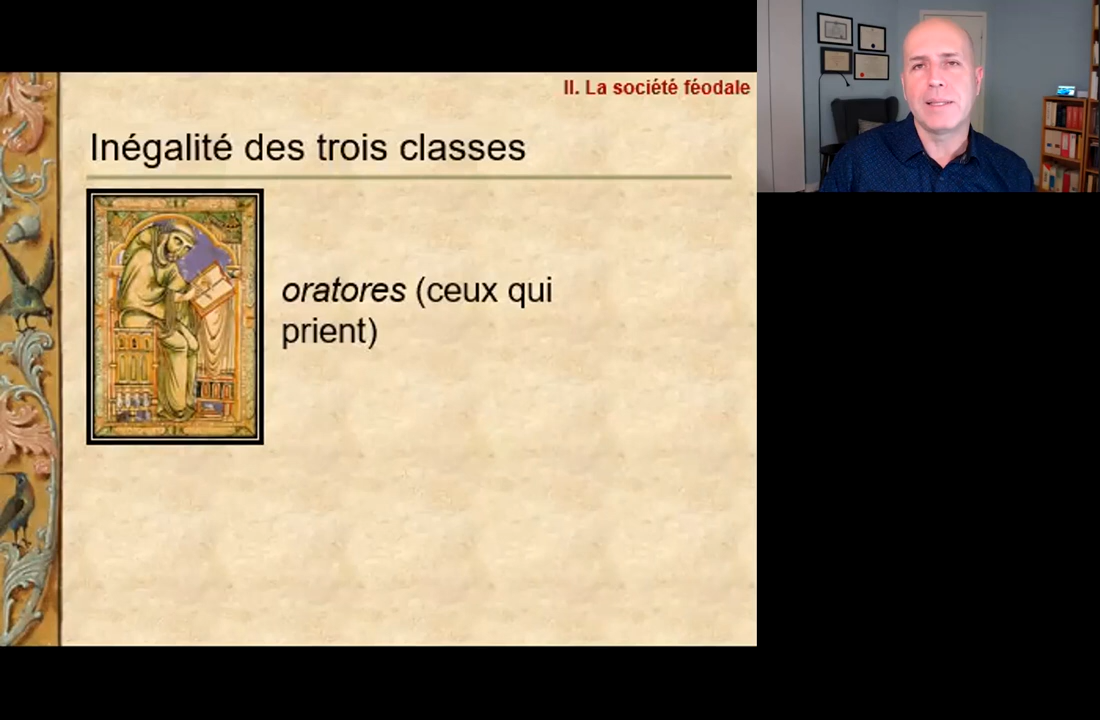 II. La société féodale
Inégalité des trois classes
oratores (ceux qui
prient)